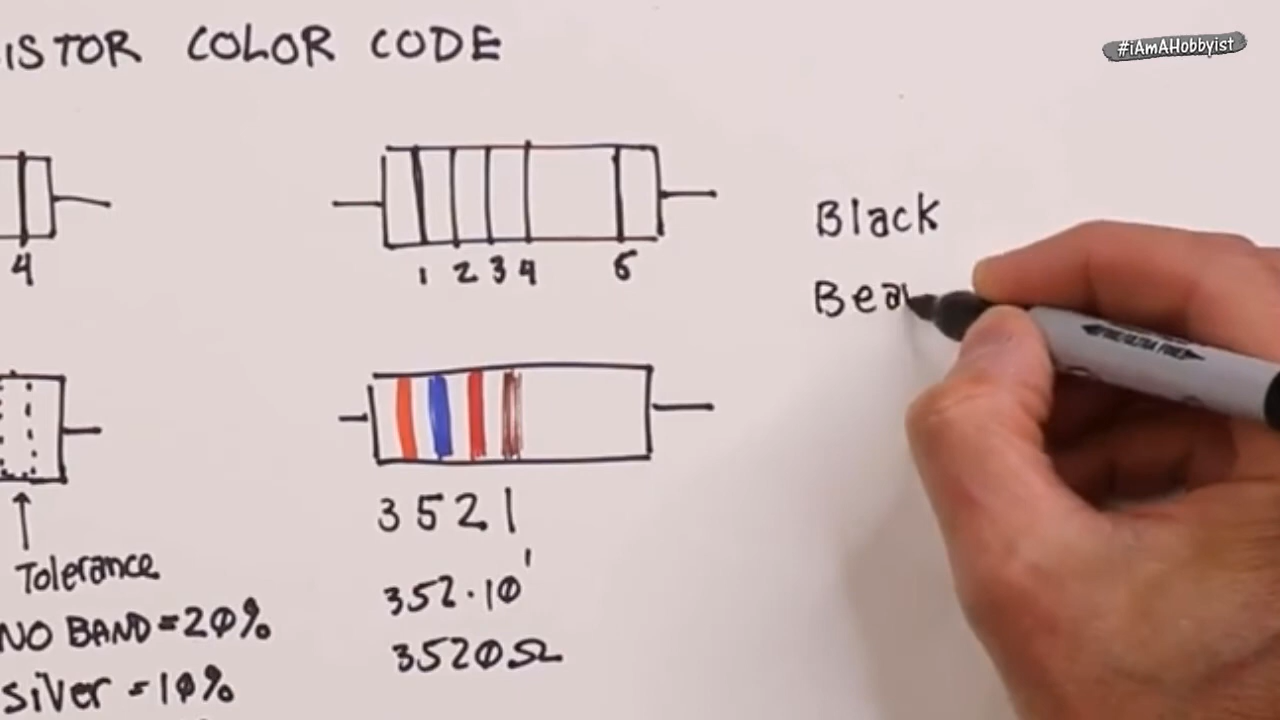 ISTOR COLOR CODE
#iAmAHobbyist
4
1 2 3 4 5
Black
Bea
Tolerance
NO BAND = 20%
siver = 10%
3 5 2 1
352 · 10'
3520Ω